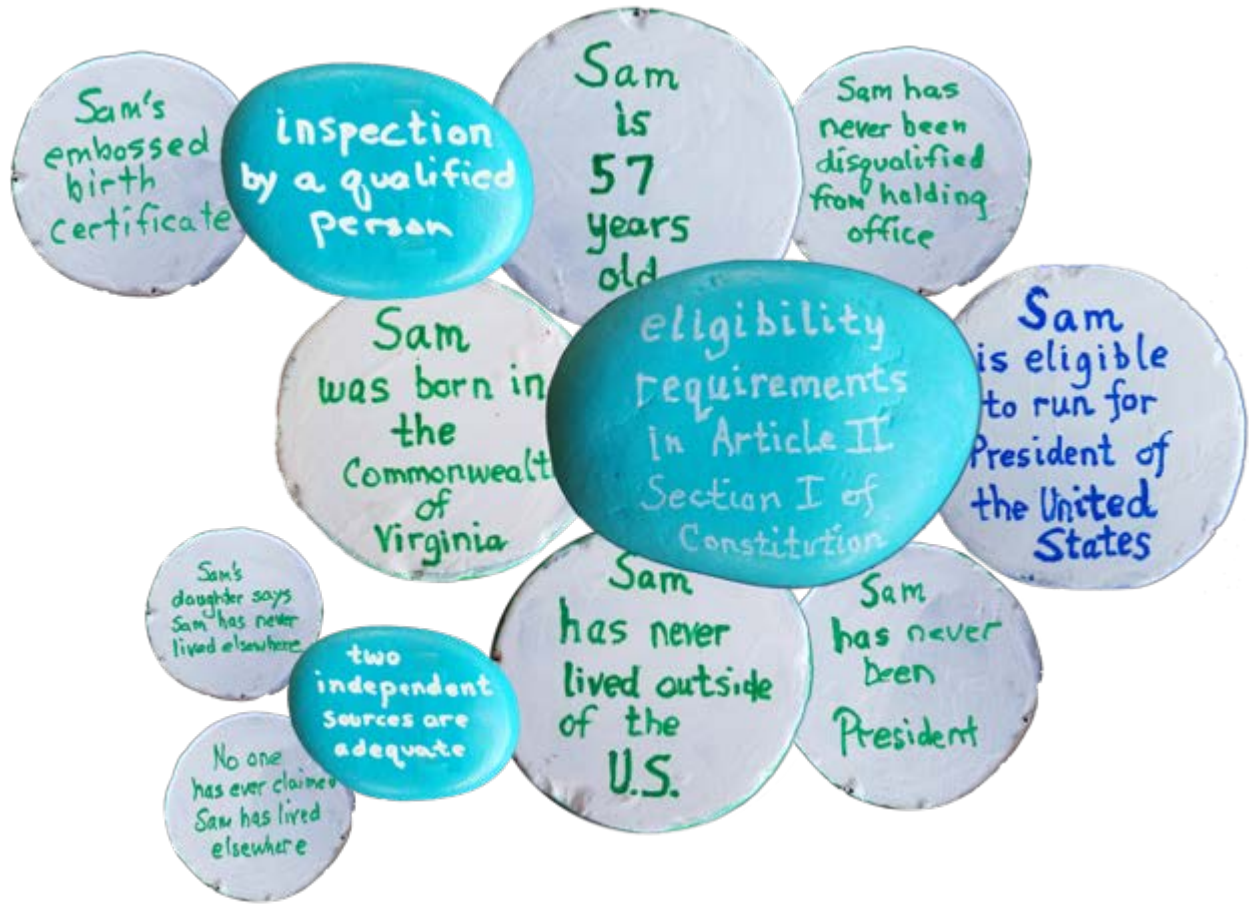 Sam's
embossed
birth
certificate
inspection
by a qualified
person
Sam
is
57
years
old
Sam has
never been
disqualified
from holding
office
Sam
was born in
the
Commonwealt
of
Virginia
eligibility
requirements
in Article II
Section I of
Constitution
Sam
is eligible
to run for
President of
the United
States
Sam's
daughter says
Sam has never
lived elsewhere
No one
has ever claimed
Sam has lived
elsewhere
two
independent
sources are
adequate
Sam
has never
lived outside
of the
U.S.
Sam
has never
been
President